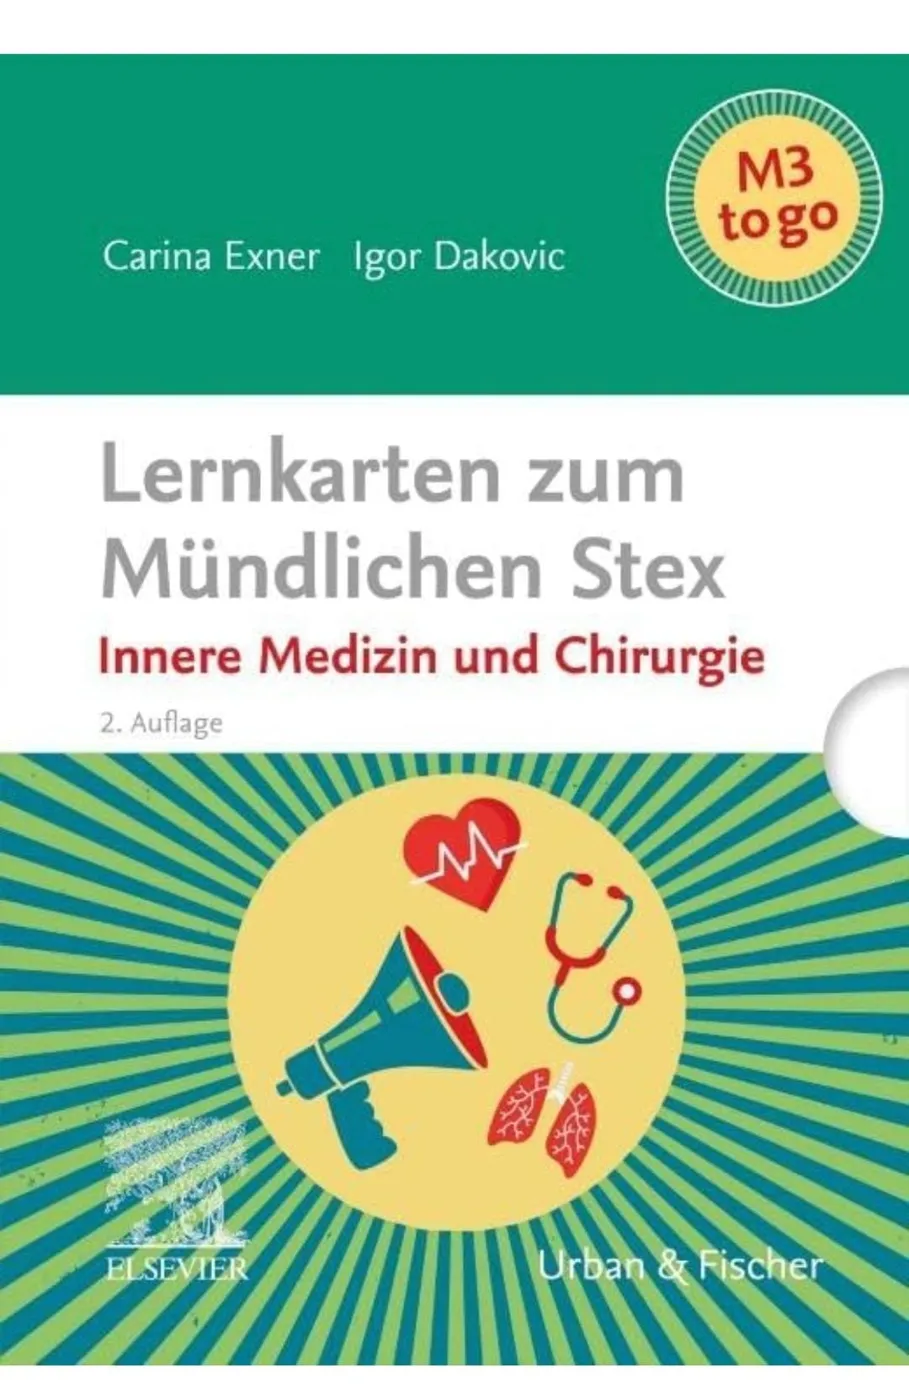 M3
to go
Carina Exner Igor Dakovic
Lernkarten zum
Mündlichen Stex
Innere Medizin und Chirurgie
2. Auflage
ELSEVIER
Urban & Fischer